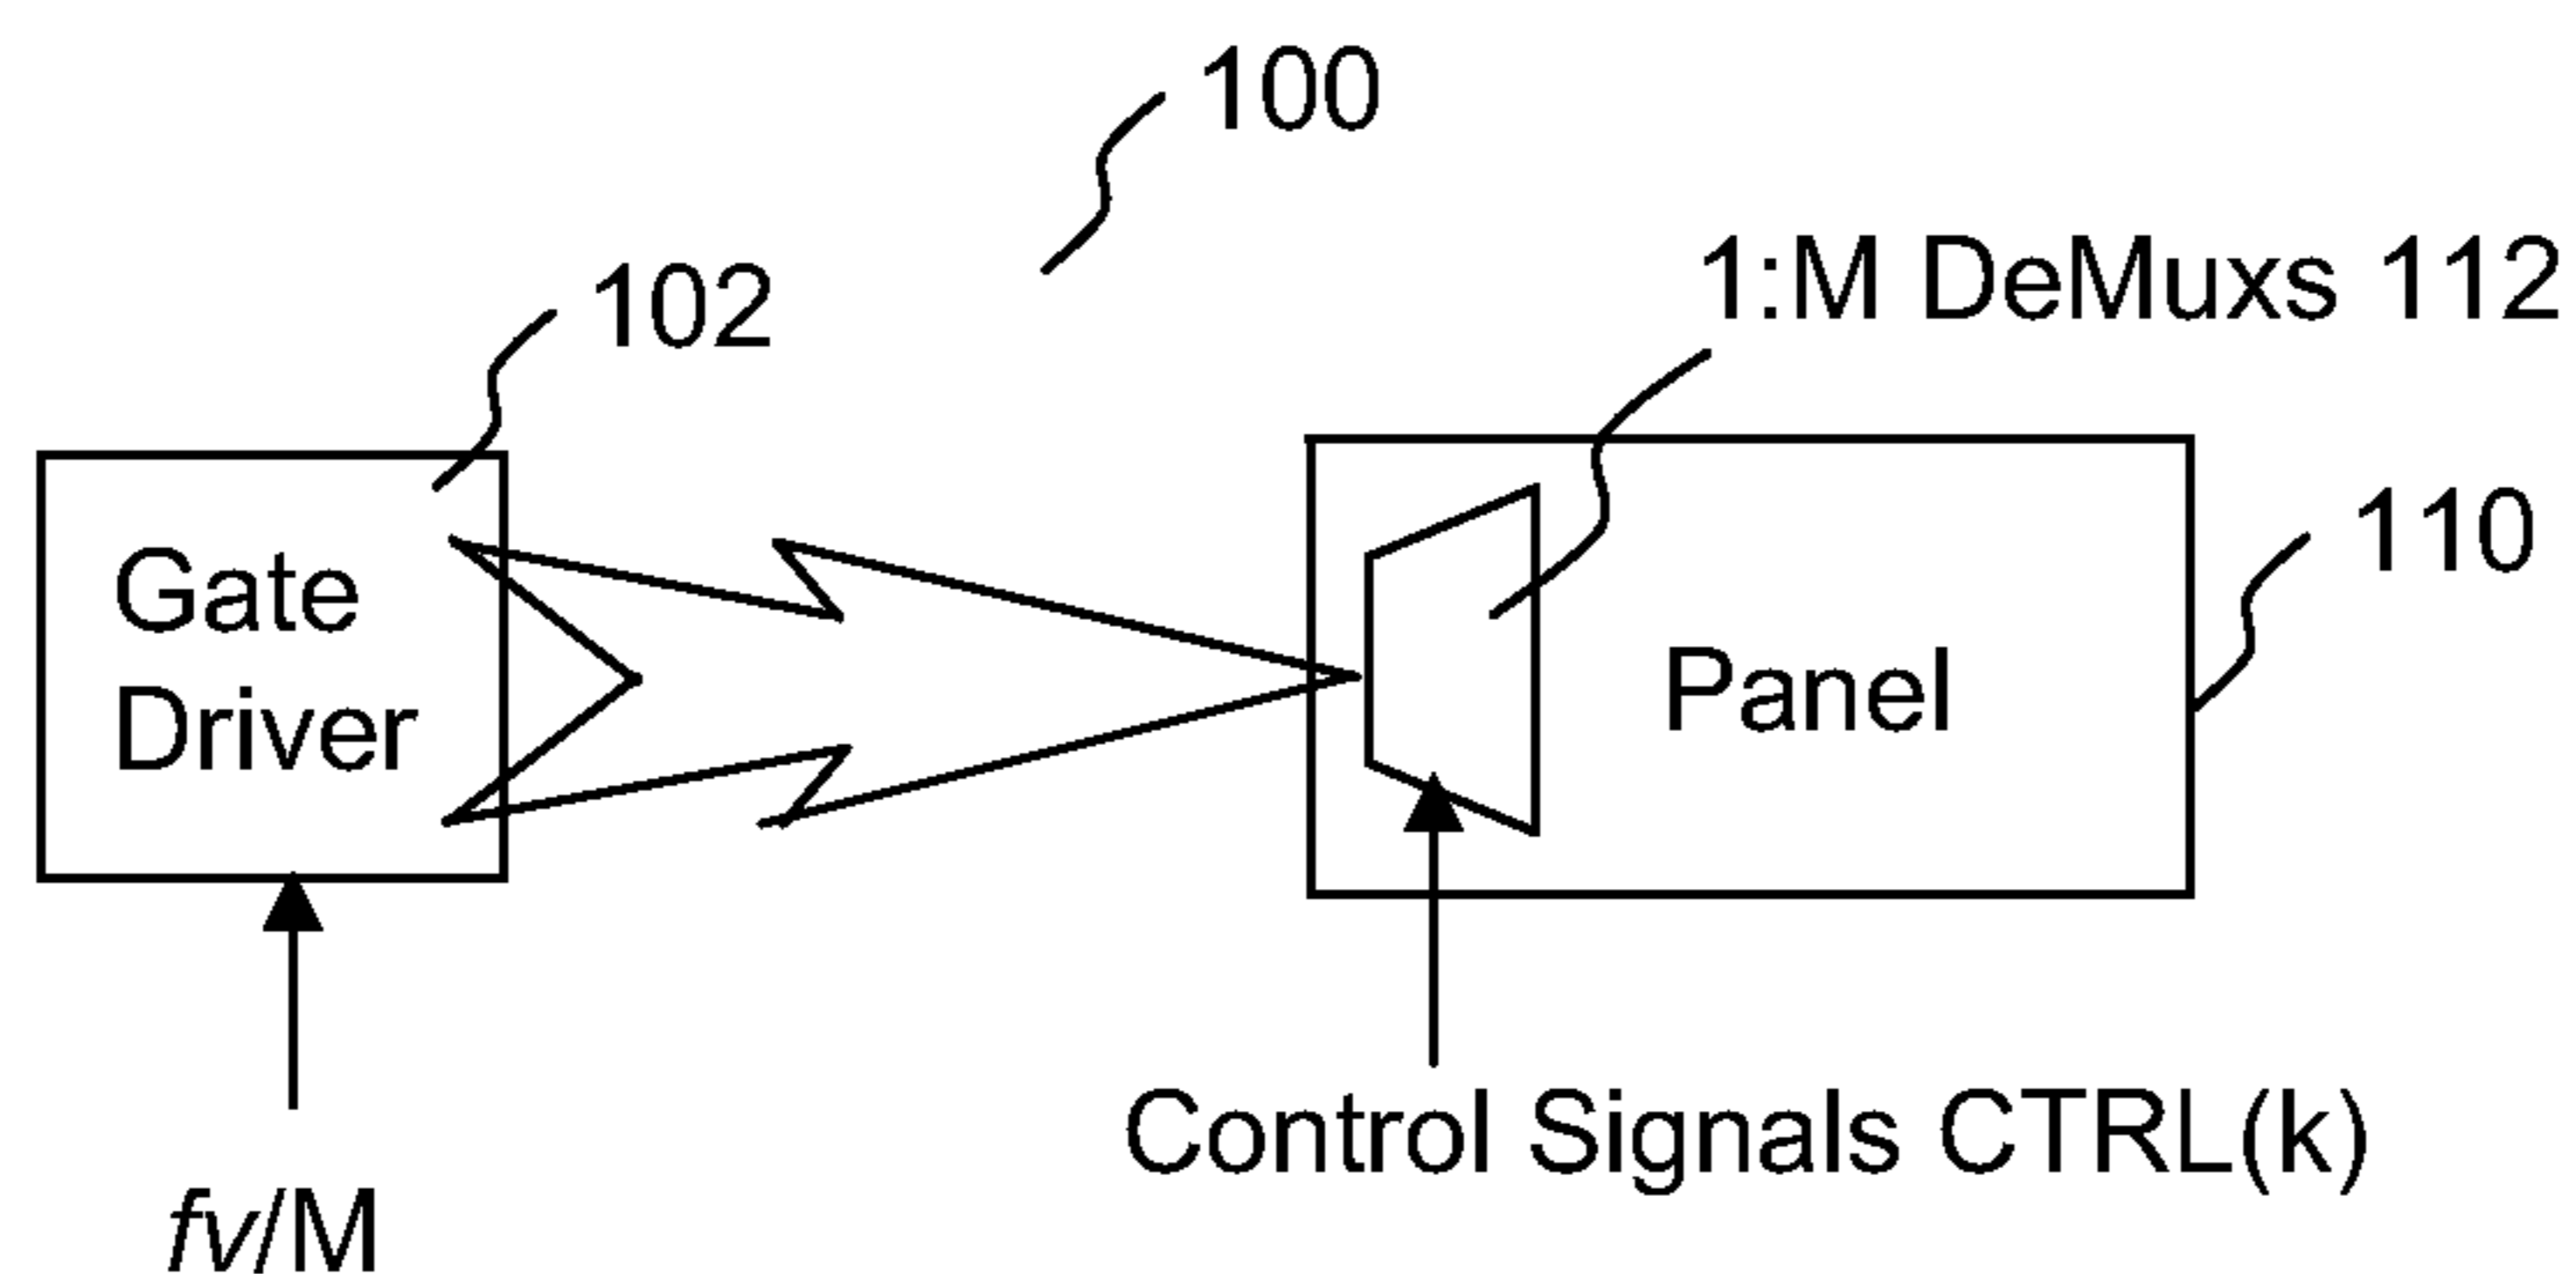 100
102
1:M DeMuxs 112
110
Gate
Driver
Panel
Control Signals CTRL(k)
fv/M